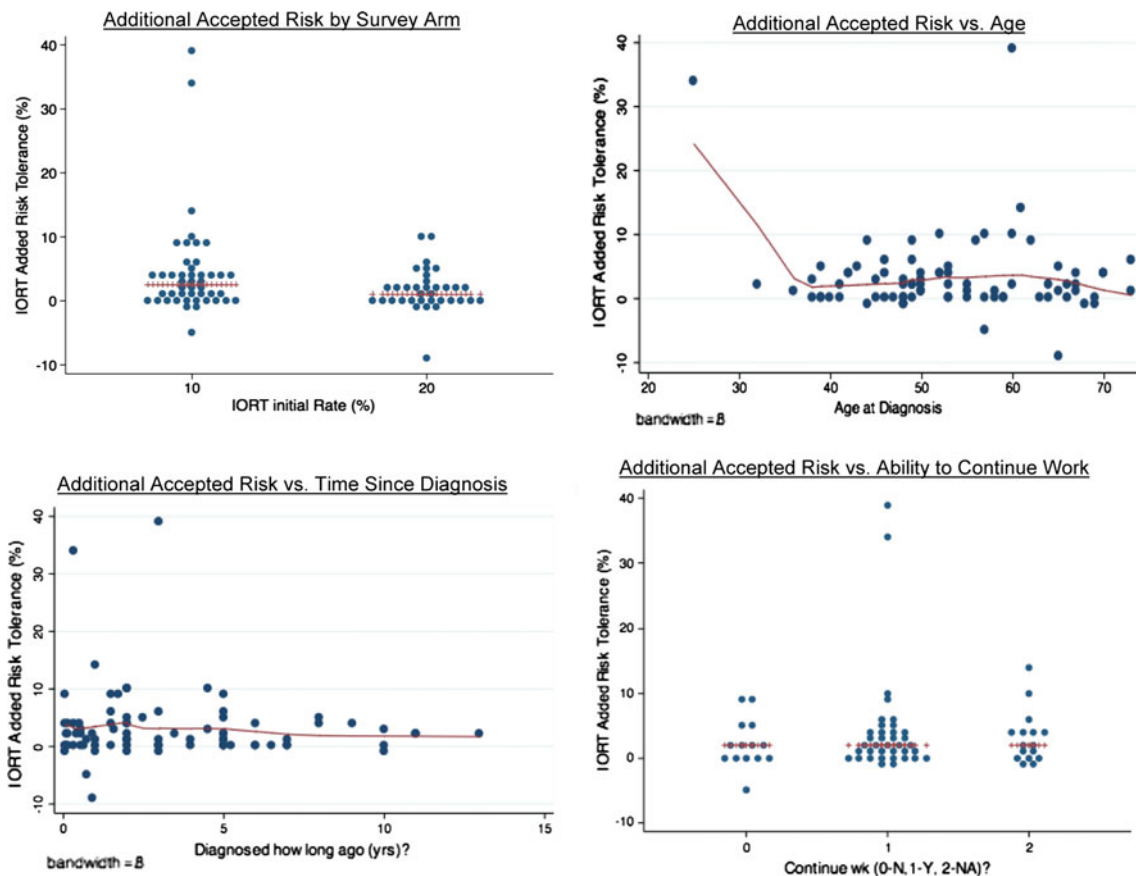 Additional Accepted Risk by Survey Arm
IORT Added Risk Tolerance (%)
40
30
20
10
0
-10
10
20
IORT initial Rate (%)
Additional Accepted Risk vs. Age
IORT Added Risk Tolerance (%)
40
30
20
10
0
-10
20
30
40
50
60
70
Age at Diagnosis
bandwidth =
Additional Accepted Risk vs. Time Since Diagnosis
IORT Added Risk Tolerance (%)
40
30
20
10
0
-10
0
5
10
15
Diagnosed how long ago (yrs)?
bandwidth =
Additional Accepted Risk vs. Ability to Continue Work
IORT Added Risk Tolerance (%)
40
30
20
10
0
-10
0
1
2
Continue wk (0-N, 1-Y, 2-NA)?